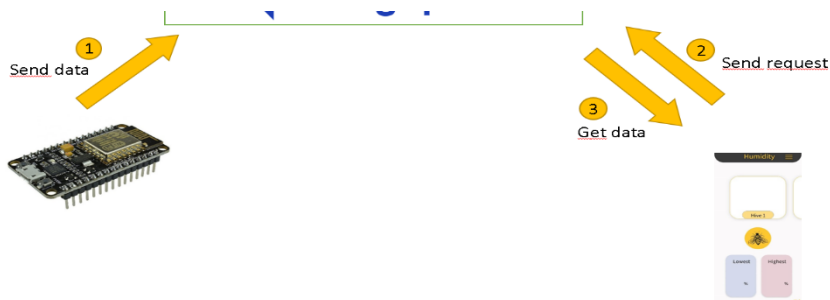 1
Send data
2
Send request
3
Get data
Humidity
Hive 1
Lowest
Highest
%
%